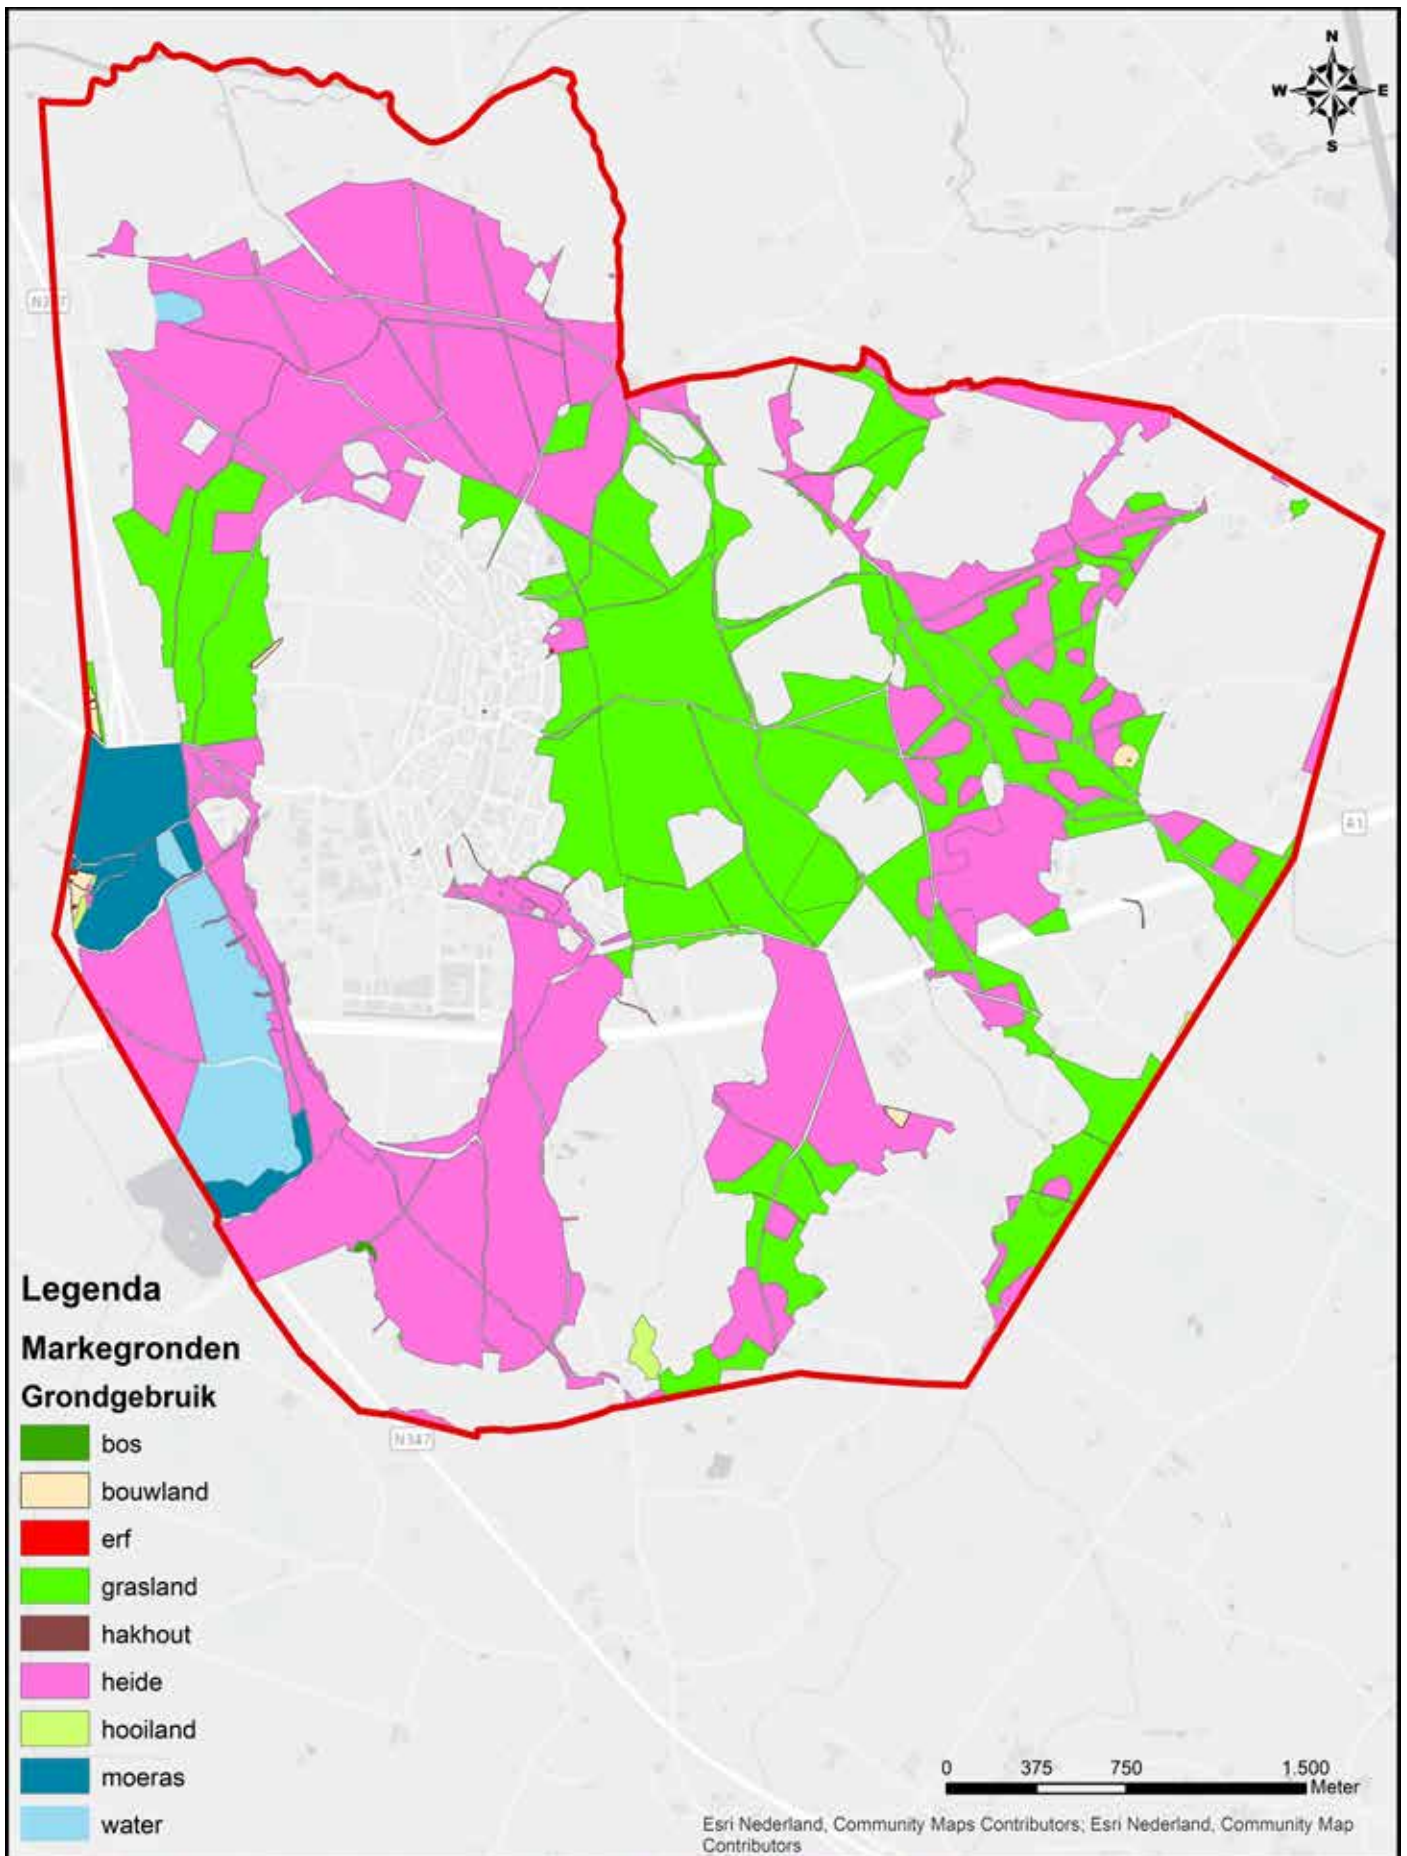 N
W E
S
N347
A1
Legenda
Markegronden
Grondgebruik
bos
bouwland
erf
grasland
hakhout
heide
hooiland
moeras
water
N347
0 375 750 1.500
Meter
Esri Nederland, Community Maps Contributors; Esri Nederland, Community Map
Contributors